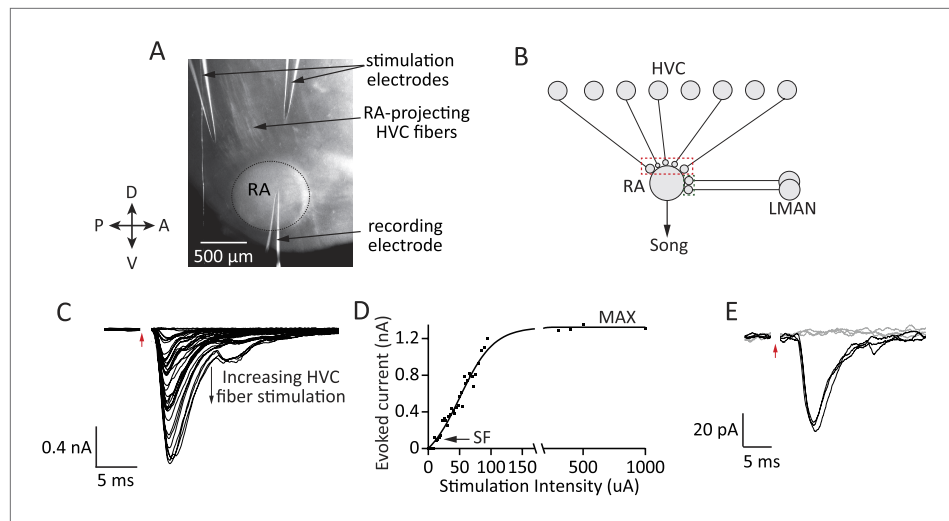 A
stimulation
electrodes
RA-projecting
HVC fibers
RA
recording
electrode
500 µm
D
P
A
V
B
HVC
RA
LMAN
Song
C
Increasing HVC
fiber stimulation
0.4 nA
5 ms
D
Evoked current (nA)
1.2
0.8
0.4
0
MAX
SF
0 50 100 150 500 1000
Stimulation Intensity (uA)
E
20 pA
5 ms